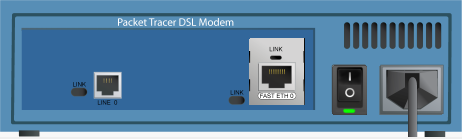 Packet Tracer DSL Modem
LINK
LINK
LINE 0
LINK
FAST ETH 0